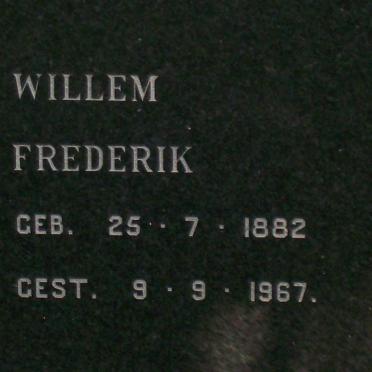 WILLEM
FREDERIK
GEB. 25 · 7 · 1882
GEST. 9 · 9 · 1967.